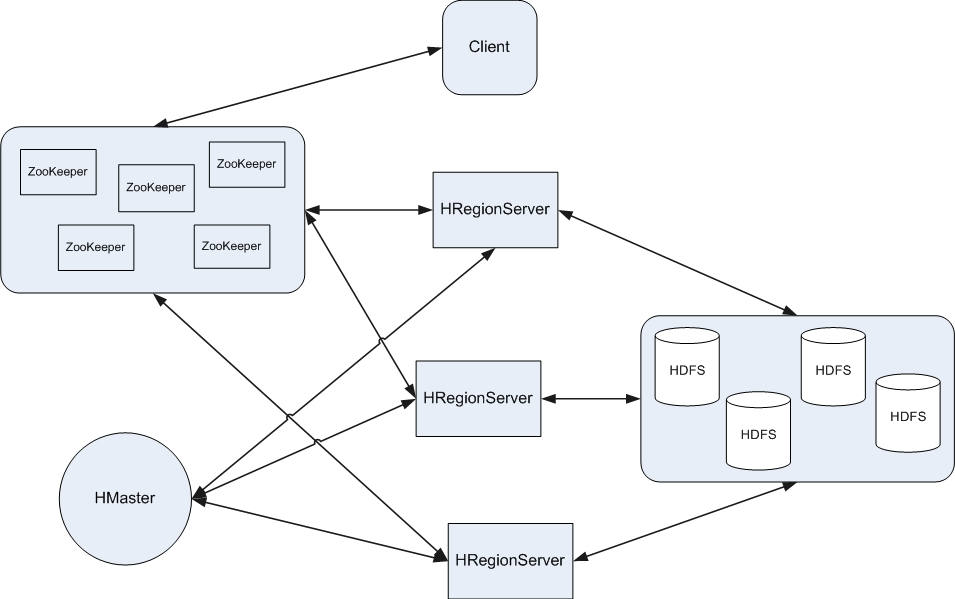 Client
ZooKeeper
ZooKeeper
ZooKeeper
ZooKeeper
ZooKeeper
HRegionServer
HRegionServer
HRegionServer
HMaster
HDFS
HDFS
HDFS
HDFS